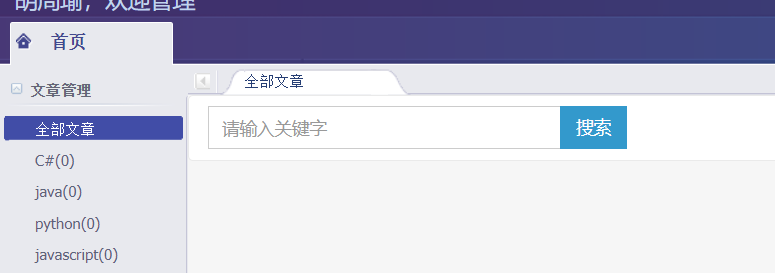 胡周瑜，欢迎管理
首页
文章管理
全部文章
C#(0)
java(0)
python(0)
javascript(0)
全部文章
请输入关键字
搜索